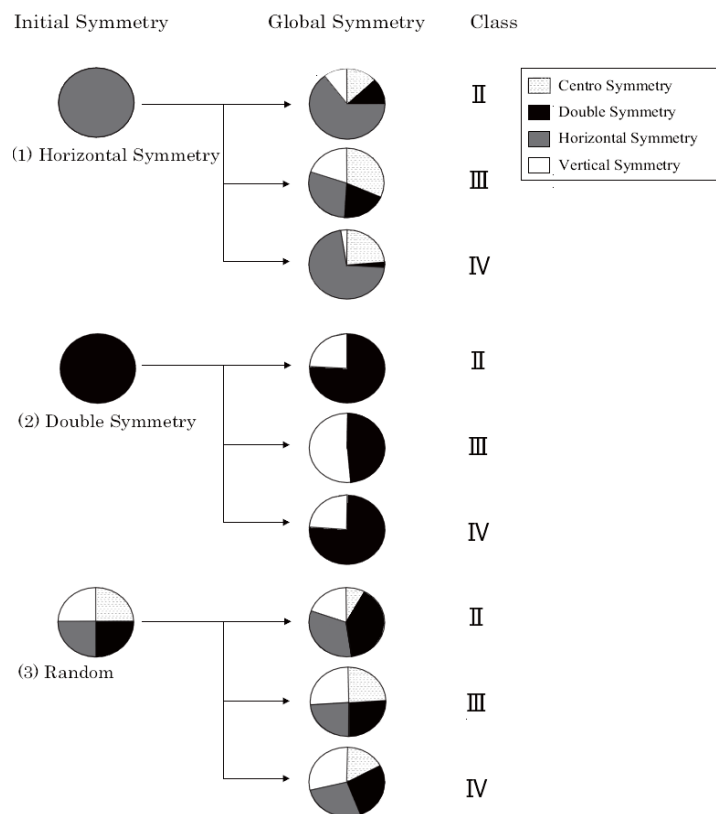 Initial Symmetry Global Symmetry Class
Ⅱ
(1) Horizontal Symmetry
Ⅲ
Ⅳ
Centro Symmetry
Double Symmetry
Horizontal Symmetry
Vertical Symmetry
Ⅱ
(2) Double Symmetry
Ⅲ
Ⅳ
Ⅱ
(3) Random
Ⅲ
Ⅳ